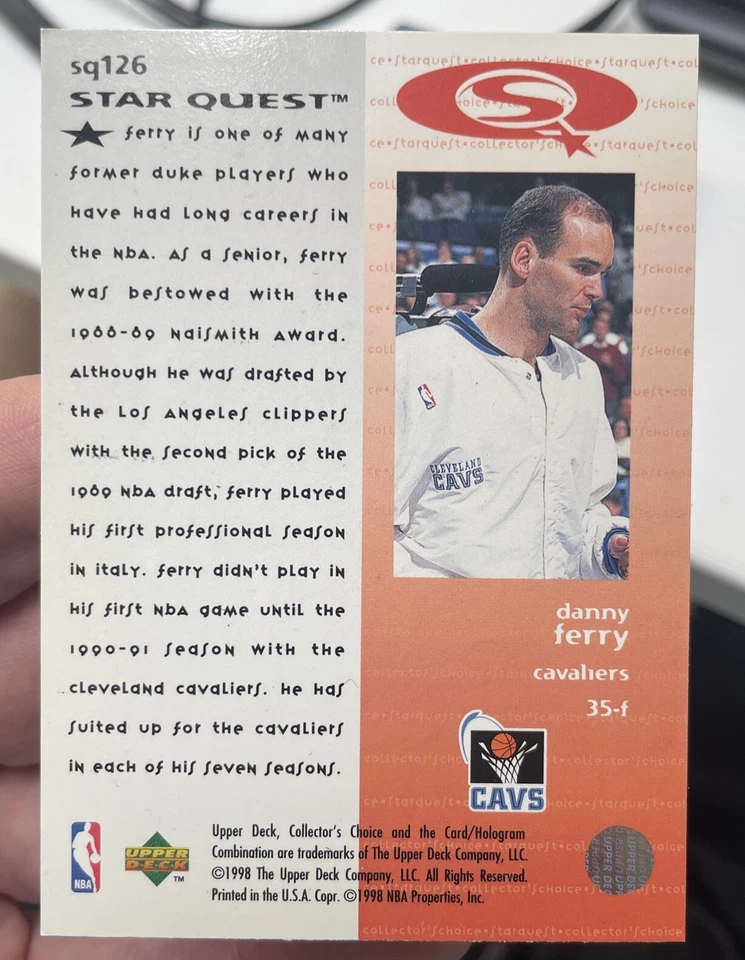 sq126
STAR QUEST™
ferry is one of many
former duke players who
have had long careers in
the NBA. As a senior, ferry
was bestowed with the
1988-89 Naismith Award.
Although he was drafted by
the Los Angeles clippers
with the second pick of the
1989 NBA draft, ferry played
his first professional season
in italy. ferry didn't play in
his first NBA game until the
1990-91 season with the
cleveland cavaliers. He has
suited up for the cavaliers
in each of his seven seasons.
SQ
CLEVELAND
CAVS
danny
ferry
cavaliers
35-f
CAVS
NBA
UPPER
DECK
™
Upper Deck, Collector's Choice and the Card/Hologram
Combination are trademarks of The Upper Deck Company, LLC.
©1998 The Upper Deck Company, LLC. All Rights Reserved.
Printed in the U.S.A. Copr. ©1998 NBA Properties, Inc.